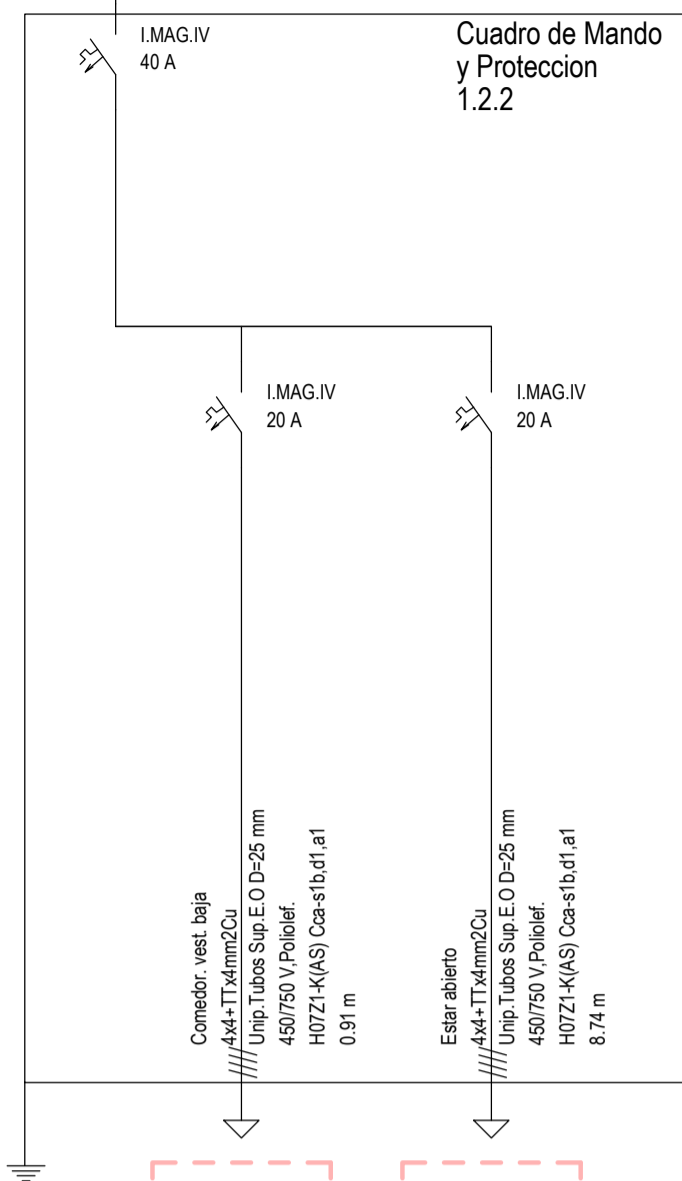 I.MAG.IV
40 A
Cuadro de Mando
y Proteccion
1.2.2
I.MAG.IV
20 A
I.MAG.IV
20 A
Comedor. vest. baja
4x4+TTx4mm2Cu
Unip.Tubos Sup.E.O D=25 mm
450/750 V,Poliolef.
H07Z1-K(AS) Cca-s1b,d1,a1
0.91 m
Estar abierto
4x4+TTx4mm2Cu
Unip.Tubos Sup.E.O D=25 mm
450/750 V,Poliolef.
H07Z1-K(AS) Cca-s1b,d1,a1
8.74 m